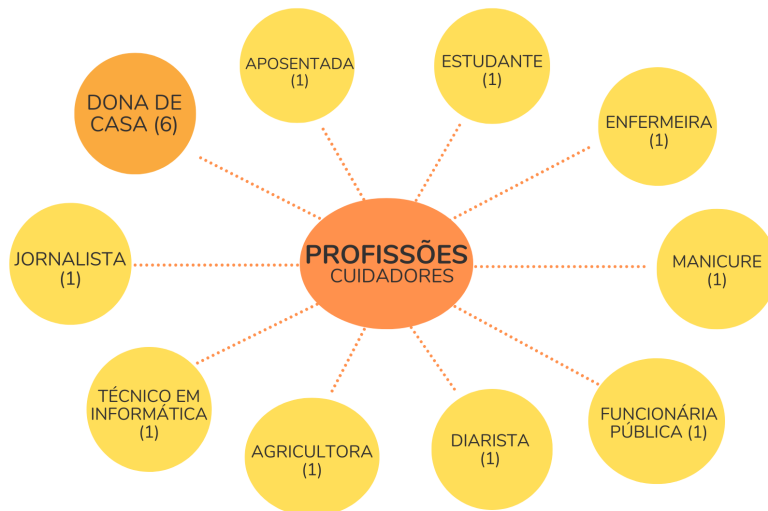 APOSENTADA
(1)
ESTUDANTE
(1)
DONA DE
CASA (6)
ENFERMEIRA
(1)
JORNALISTA
(1)
PROFISSÕES
CUIDADORES
MANICURE
(1)
TÉCNICO EM
INFORMÁTICA
(1)
AGRICULTORA
(1)
DIARISTA
(1)
FUNCIONÁRIA
PÚBLICA (1)